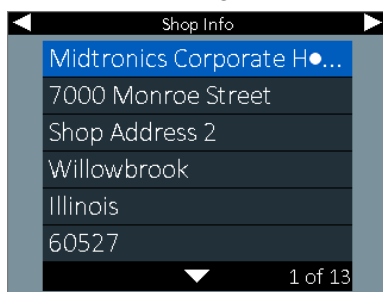 Shop Info
Midtronics Corporate H●...
7000 Monroe Street
Shop Address 2
Willowbrook
Illinois
60527
1 of 13